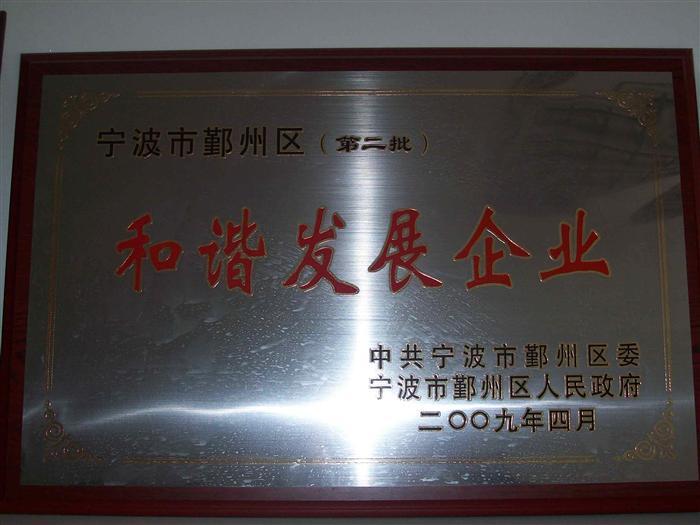 宁波市鄞州区（第二批）
和谐发展企业
中共宁波市鄞州区委
宁波市鄞州区人民政府
二〇〇九年四月